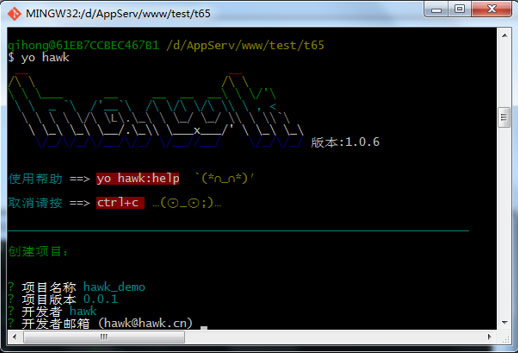 MINGW32:/d/AppServ/www/test/t65
qihong@61EB7CCBEC467B1 /d/AppServ/www/test/t65
$ yo hawk
版本:1.0.6
使用帮助 ==> yo hawk:help ˋ(*∩_∩*)′
取消请按 ==> ctrl+c …(⊙_⊙;)…
创建项目:
? 项目名称 hawk_demo
? 项目版本 0.0.1
? 开发者 hawk
? 开发者邮箱 (hawk@hawk.cn)